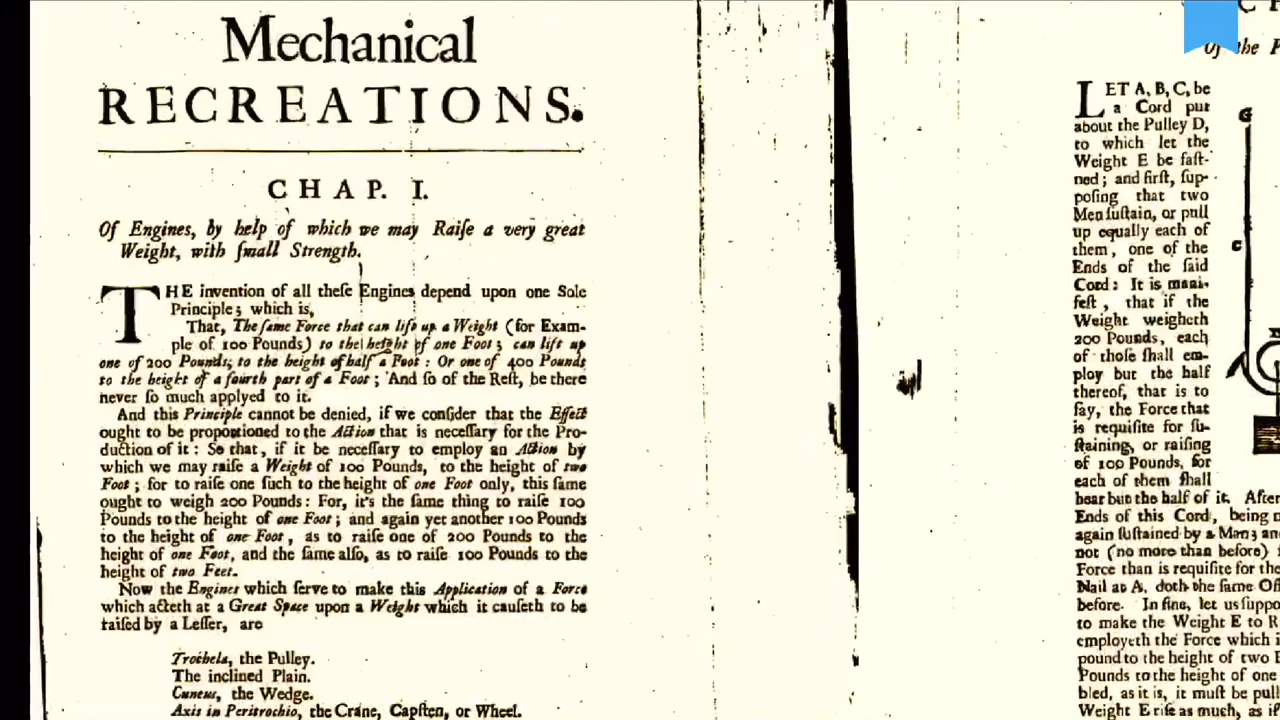 Mechanical
RECREATIONS.
CHAP. I.
Of Engines, by help of which we may Raiſe a very great
Weight, with ſmall Strength.
THE invention of all theſe Engines depend upon one Sole
Principle; which is,
That, The ſame Force that can lift up a Weight (for Exam-
ple of 100 Pounds) to the height of one Foot; can lift up
one of 200 Pounds, to the height of half a Foot: Or one of 400 Pounds
to the height of a fourth part of a Foot; And ſo of the Reſt, be there
never ſo much applyed to it.
And this Principle cannot be denied, if we conſider that the Effect
ought to be proportioned to the Action that is neceſſary for the Pro-
duction of it: So that, if it be neceſſary to employ an Action by
which we may raiſe a Weight of 100 Pounds, to the height of two
Foot; for to raiſe one ſuch to the height of one Foot only, this ſame
ought to weigh 200 Pounds: For, it's the ſame thing to raiſe 100
Pounds to the height of one Foot; and again yet another 100 Pounds
to the height of one Foot, as to raiſe one of 200 Pounds to the
height of one Foot, and the ſame alſo, as to raiſe 100 Pounds to the
height of two Feet.
Now the Engines which ſerve to make this Application of a Force
which acteth at a Great Space upon a Weight which it cauſeth to be
raiſed by a Leſſer, are
Trochela, the Pulley.
The inclined Plain.
Cuneus, the Wedge.
Axis in Peritrochio, the Crane, Capſten, or Wheel.
Of the P
LET A, B, C, be
a Cord put
about the Pulley D,
to which let the
Weight E be faſt-
ned; and firſt, ſup-
poſing that two
Men ſuſtain, or pull
up equally each of
them, one of the
Ends of the ſaid
Cord: It is mani-
feſt, that if the
Weight weigheth
200 Pounds, each
of thoſe ſhall em-
ploy but the half
thereof, that is to
ſay, the Force that
is requiſite for ſu-
ſtaining, or raiſing
of 100 Pounds, for
each of them ſhall
bear but the half of it. After
Ends of this Cord, being
again ſuſtained by a Man; an
not (no more than before)
Force than is requiſite for the
Nail at A, doth the ſame Of
before. In fine, let us ſuppo
to make the Weight E to R
employeth the Force which i
pound to the height of two F
Pounds to the height of one
bled, as it is, it muſt be pul
Weight E riſe as much, as if
G
C